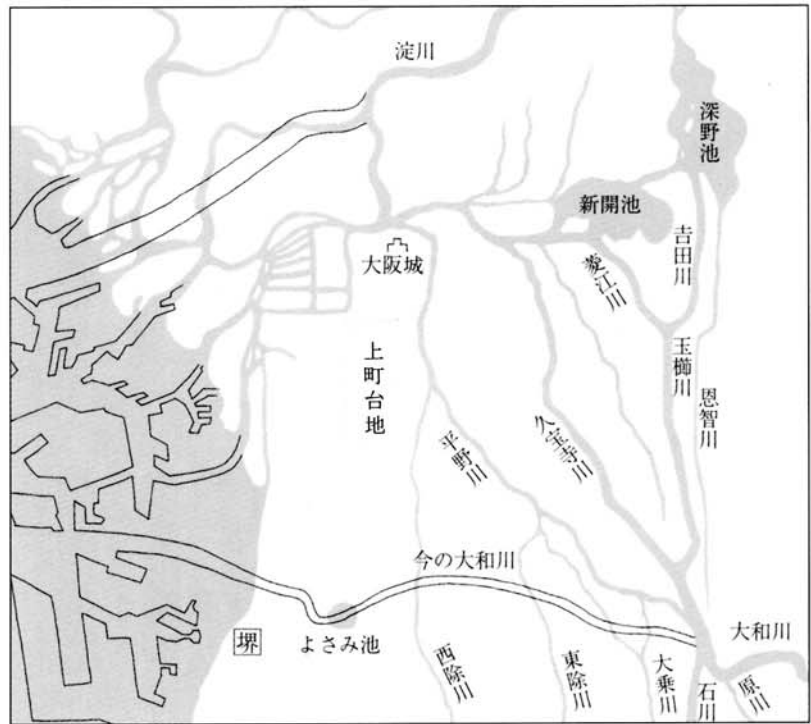 淀川
深野池
新開池
大阪城
吉田川
菱江川
上町台地
玉櫛川
恩智川
平野川
久宝寺川
今の大和川
大和川
堺
よさみ池
西除川
東除川
大乗川
石川
原川